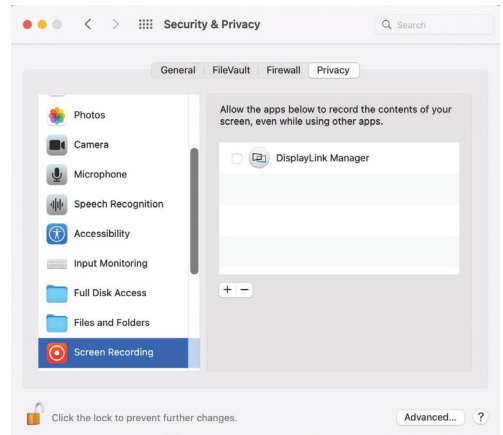 Security & Privacy
Search
General FileVault Firewall Privacy
Photos
Camera
Microphone
Speech Recognition
Accessibility
Input Monitoring
Full Disk Access
Files and Folders
Screen Recording
Allow the apps below to record the contents of your
screen, even while using other apps.
DisplayLink Manager
+ −
Click the lock to prevent further changes.
Advanced... ?